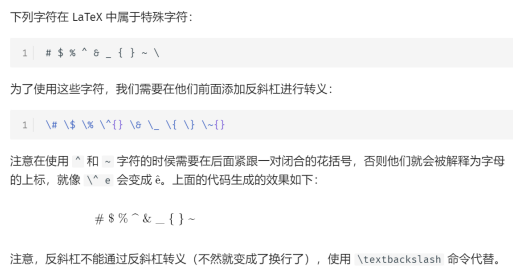 下列字符在 LaTeX 中属于特殊字符：
1 # $ % ^ & _ { } ~ \
为了使用这些字符，我们需要在他们前面添加反斜杠进行转义：
1 \# \$ \% \^{} \& \_ \{ \} \~{}
注意在使用 ^ 和 ~ 字符的时侯需要在后面紧跟一对闭合的花括号，否则他们就会被解释为字母
的上标，就像 \^ e 会变成 ê。上面的代码生成的效果如下：
# $ % ^ & _ { } ~
注意，反斜杠不能通过反斜杠转义（不然就变成了换行了），使用 \textbackslash 命令代替。